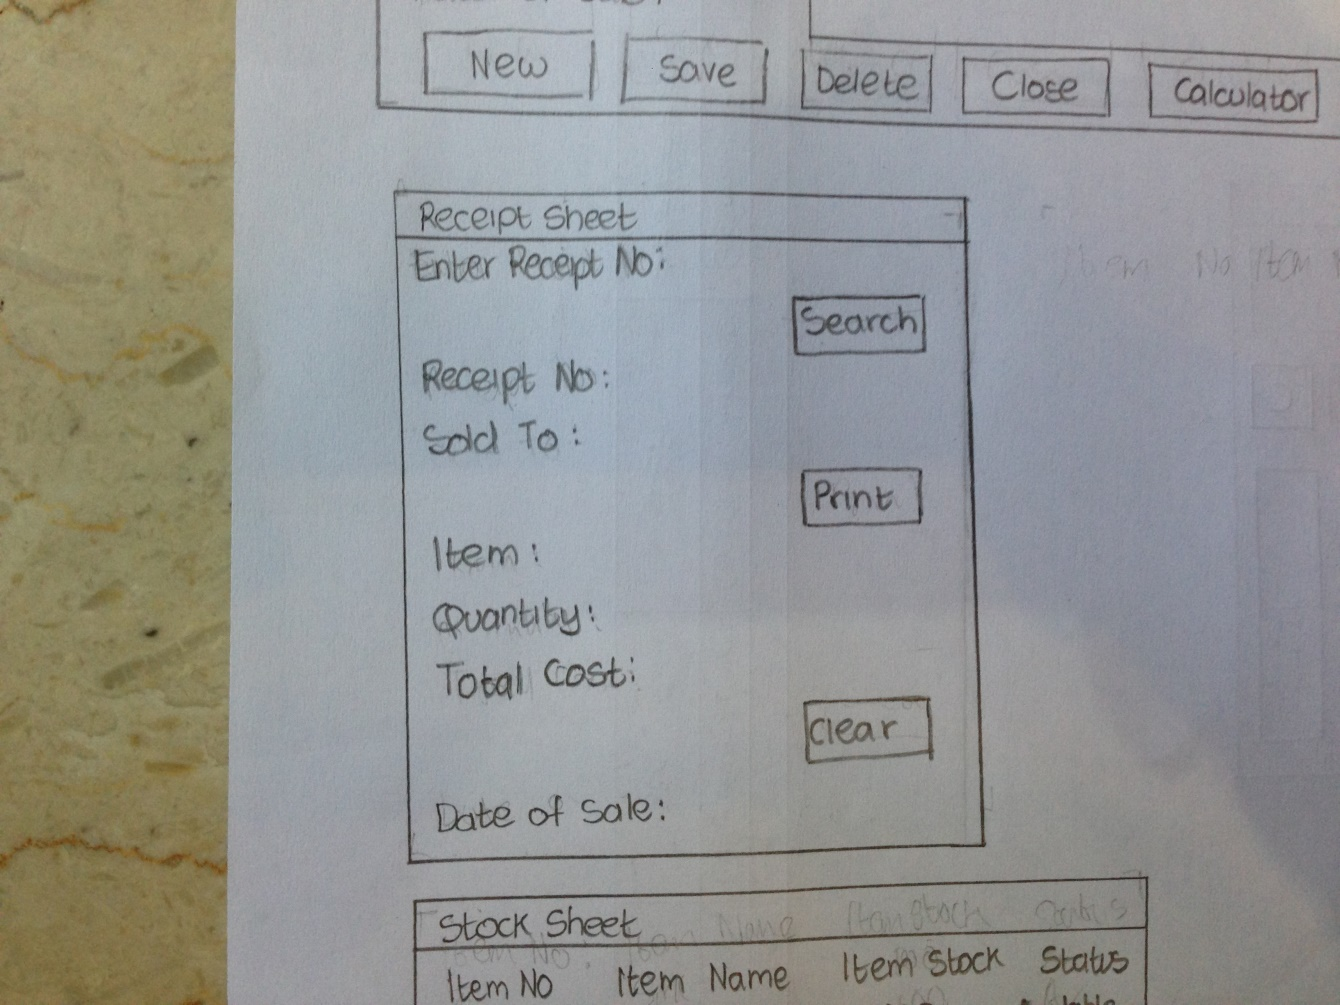 New Save Delete Close Calculator
Receipt Sheet
Enter Receipt No:
Search
Receipt No:
Sold To:
Print
Item:
Quantity:
Total Cost:
Clear
Date of Sale:
Stock Sheet
Item No Item Name Item Stock Status